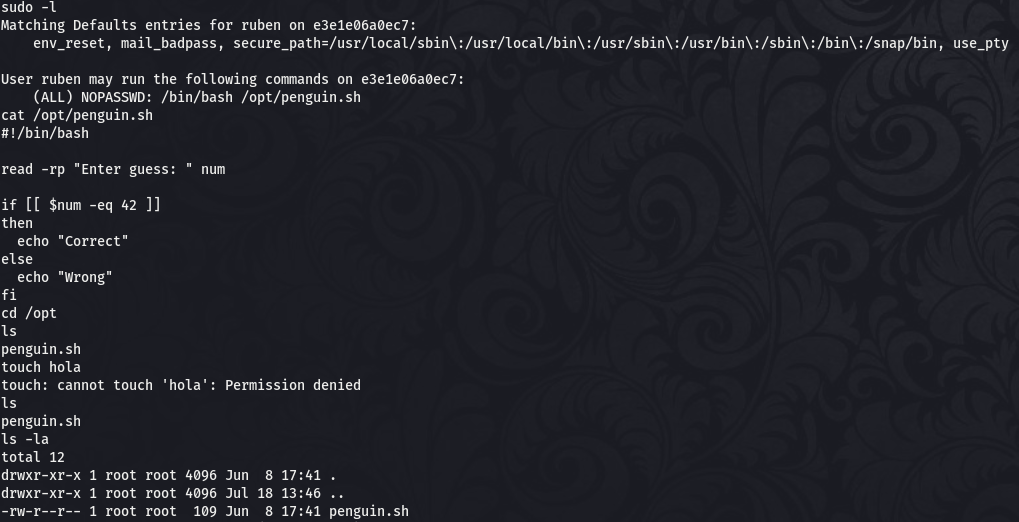 sudo -l
Matching Defaults entries for ruben on e3e1e06a0ec7:
    env_reset, mail_badpass, secure_path=/usr/local/sbin\:/usr/local/bin\:/usr/sbin\:/usr/bin\:/sbin\:/bin\:/snap/bin, use_pty

User ruben may run the following commands on e3e1e06a0ec7:
    (ALL) NOPASSWD: /bin/bash /opt/penguin.sh
cat /opt/penguin.sh
#!/bin/bash

read -rp "Enter guess: " num

if [[ $num -eq 42 ]]
then
  echo "Correct"
else
  echo "Wrong"
fi
cd /opt
ls
penguin.sh
touch hola
touch: cannot touch 'hola': Permission denied
ls
penguin.sh
ls -la
total 12
drwxr-xr-x 1 root root 4096 Jun  8 17:41 .
drwxr-xr-x 1 root root 4096 Jul 18 13:46 ..
-rw-r--r-- 1 root root  109 Jun  8 17:41 penguin.sh